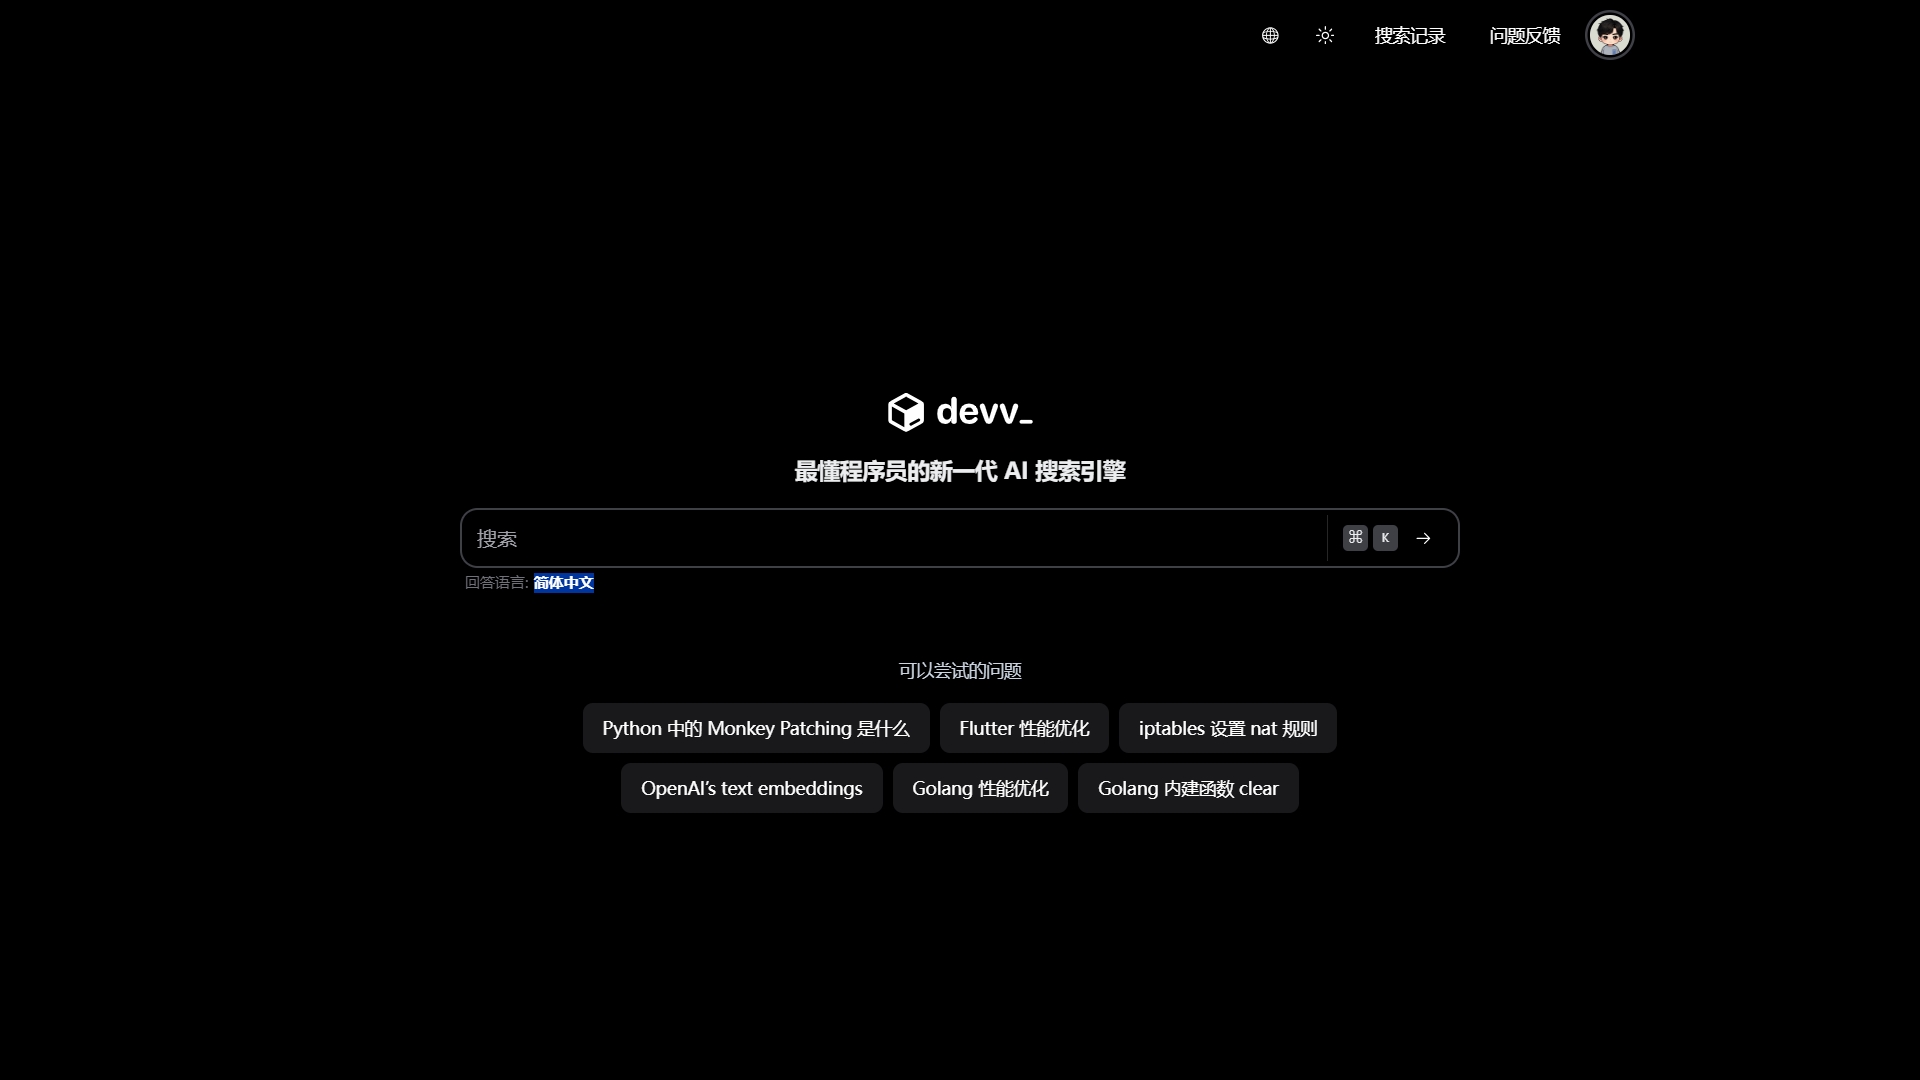 搜索记录 问题反馈
devv_
最懂程序员的新一代 AI 搜索引擎
搜索 ⌘ K →
回答语言: 简体中文
可以尝试的问题
Python 中的 Monkey Patching 是什么 Flutter 性能优化 iptables 设置 nat 规则
OpenAI’s text embeddings Golang 性能优化 Golang 内建函数 clear